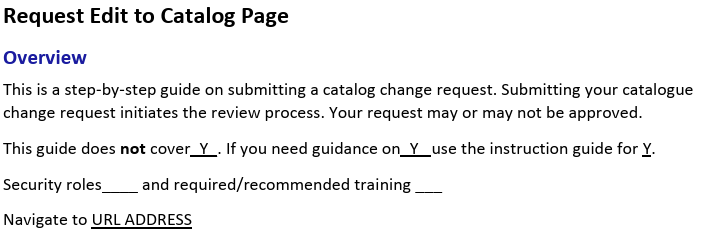 Request Edit to Catalog Page
Overview
This is a step-by-step guide on submitting a catalog change request. Submitting your catalogue
change request initiates the review process. Your request may or may not be approved.
This guide does not cover_Y_. If you need guidance on_Y_use the instruction guide for Y.
Security roles____ and required/recommended training ___
Navigate to URL ADDRESS